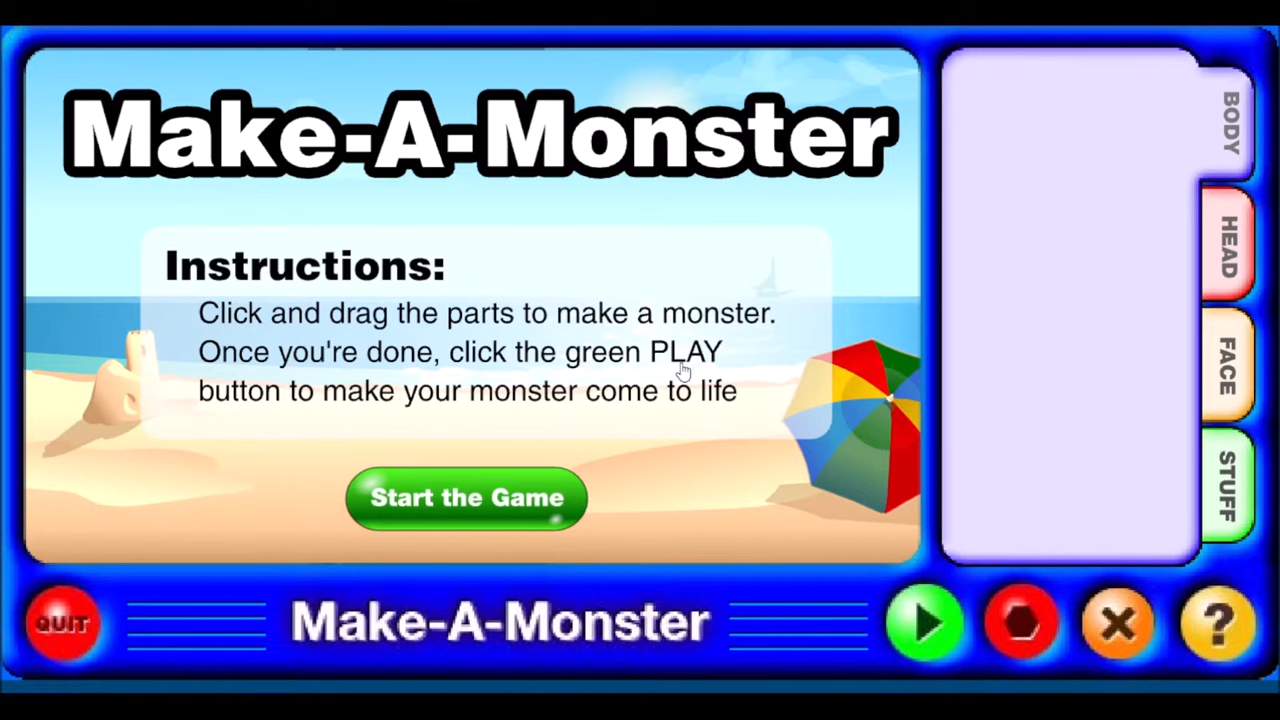 Make-A-Monster
Instructions:
Click and drag the parts to make a monster.
Once you're done, click the green PLAY
button to make your monster come to life
Start the Game
BODY
HEAD
FACE
STUFF
QUIT
Make-A-Monster
?